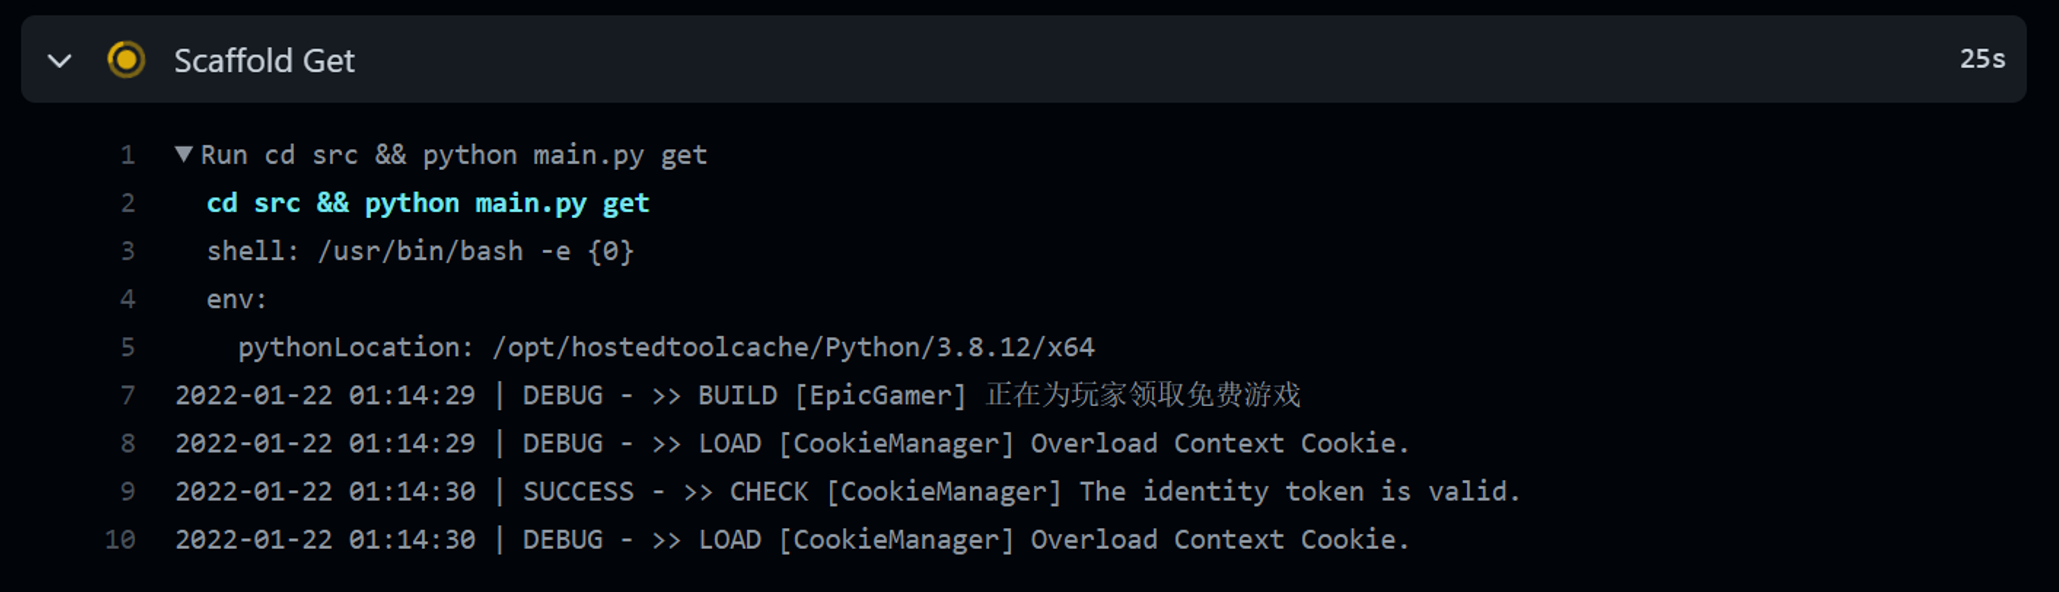 Scaffold Get 25s
1 ▼ Run cd src && python main.py get
2 cd src && python main.py get
3 shell: /usr/bin/bash -e {0}
4 env:
5 pythonLocation: /opt/hostedtoolcache/Python/3.8.12/x64
7 2022-01-22 01:14:29 | DEBUG - >> BUILD [EpicGamer] 正在为玩家领取免费游戏
8 2022-01-22 01:14:29 | DEBUG - >> LOAD [CookieManager] Overload Context Cookie.
9 2022-01-22 01:14:30 | SUCCESS - >> CHECK [CookieManager] The identity token is valid.
10 2022-01-22 01:14:30 | DEBUG - >> LOAD [CookieManager] Overload Context Cookie.